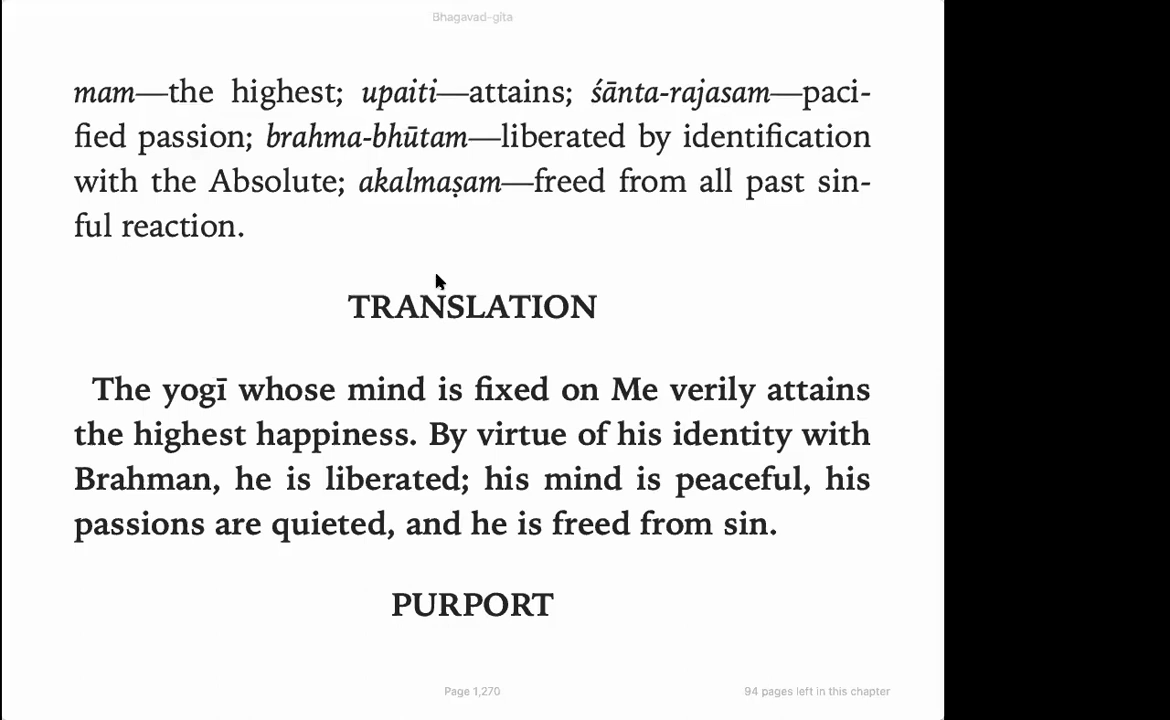 Bhagavad-gīta
mam—the highest; upaiti—attains; śānta-rajasam—paci-
fied passion; brahma-bhūtam—liberated by identification
with the Absolute; akalmaṣam—freed from all past sin-
ful reaction.
TRANSLATION
The yogī whose mind is fixed on Me verily attains
the highest happiness. By virtue of his identity with
Brahman, he is liberated; his mind is peaceful, his
passions are quieted, and he is freed from sin.
PURPORT
Page 1,270
94 pages left in this chapter